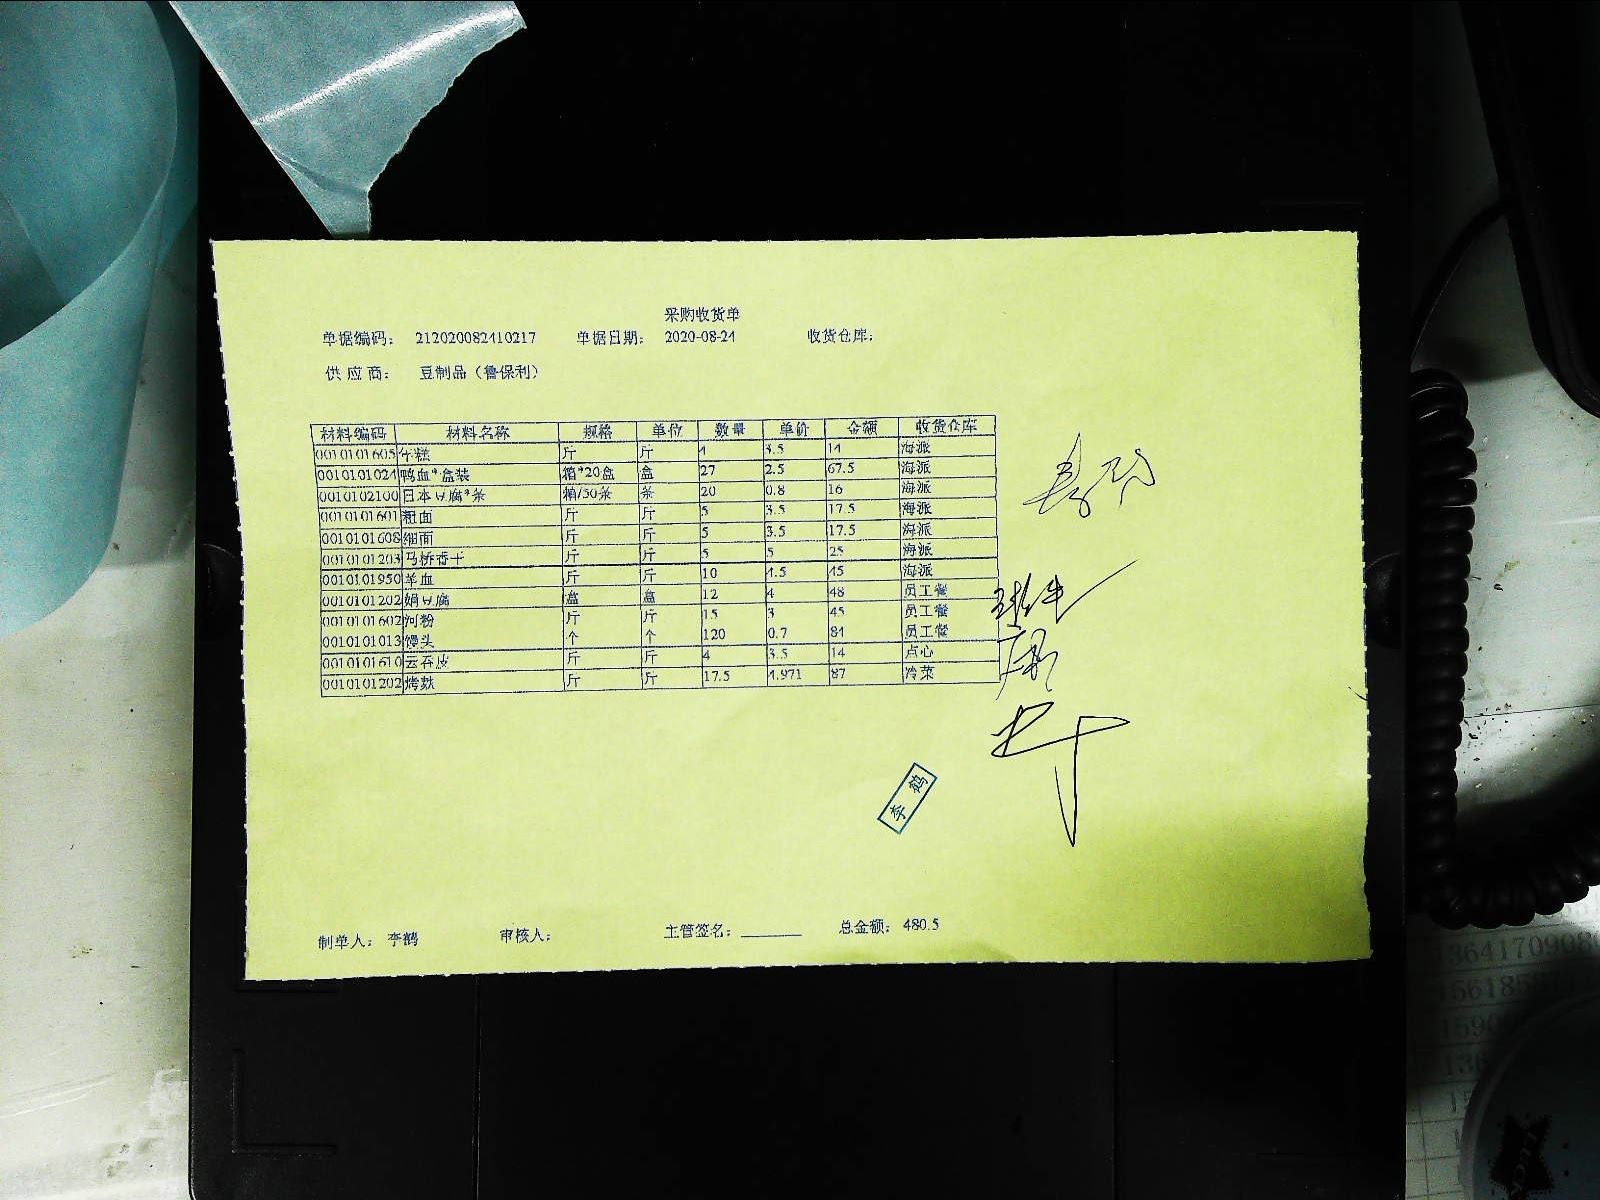 采购收货单
单据编码： 212020082410217 单据日期： 2020-08-24 收货仓库：
供应商： 豆制品（鲁保利）
材料编码 材料名称 规格 单位 数量 单价 金额 收货仓库
0010101605 年糕 斤 斤 4 3.5 14 海派
0010101024 鸭血*盒装 箱*20盒 盒 27 2.5 67.5 海派
0010102100 日本豆腐*条 箱/50条 条 20 0.8 16 海派
0010101601 粗面 斤 斤 5 3.5 17.5 海派
0010101608 细面 斤 斤 5 3.5 17.5 海派
0010101203 马桥香干 斤 斤 5 5 25 海派
0010101950 羊血 斤 斤 10 4.5 45 海派
0010101202 绢豆腐 盒 盒 12 4 48 员工餐
0010101602 河粉 斤 斤 15 3 45 员工餐
0010101013 馒头 个 个 120 0.7 84 员工餐
0010101610 云吞皮 斤 斤 4 3.5 14 点心
0010101202 烤麸 斤 斤 17.5 4.971 87 冷菜
李鹤
制单人： 李鹤 审核人： 主管签名： 总金额： 480.5